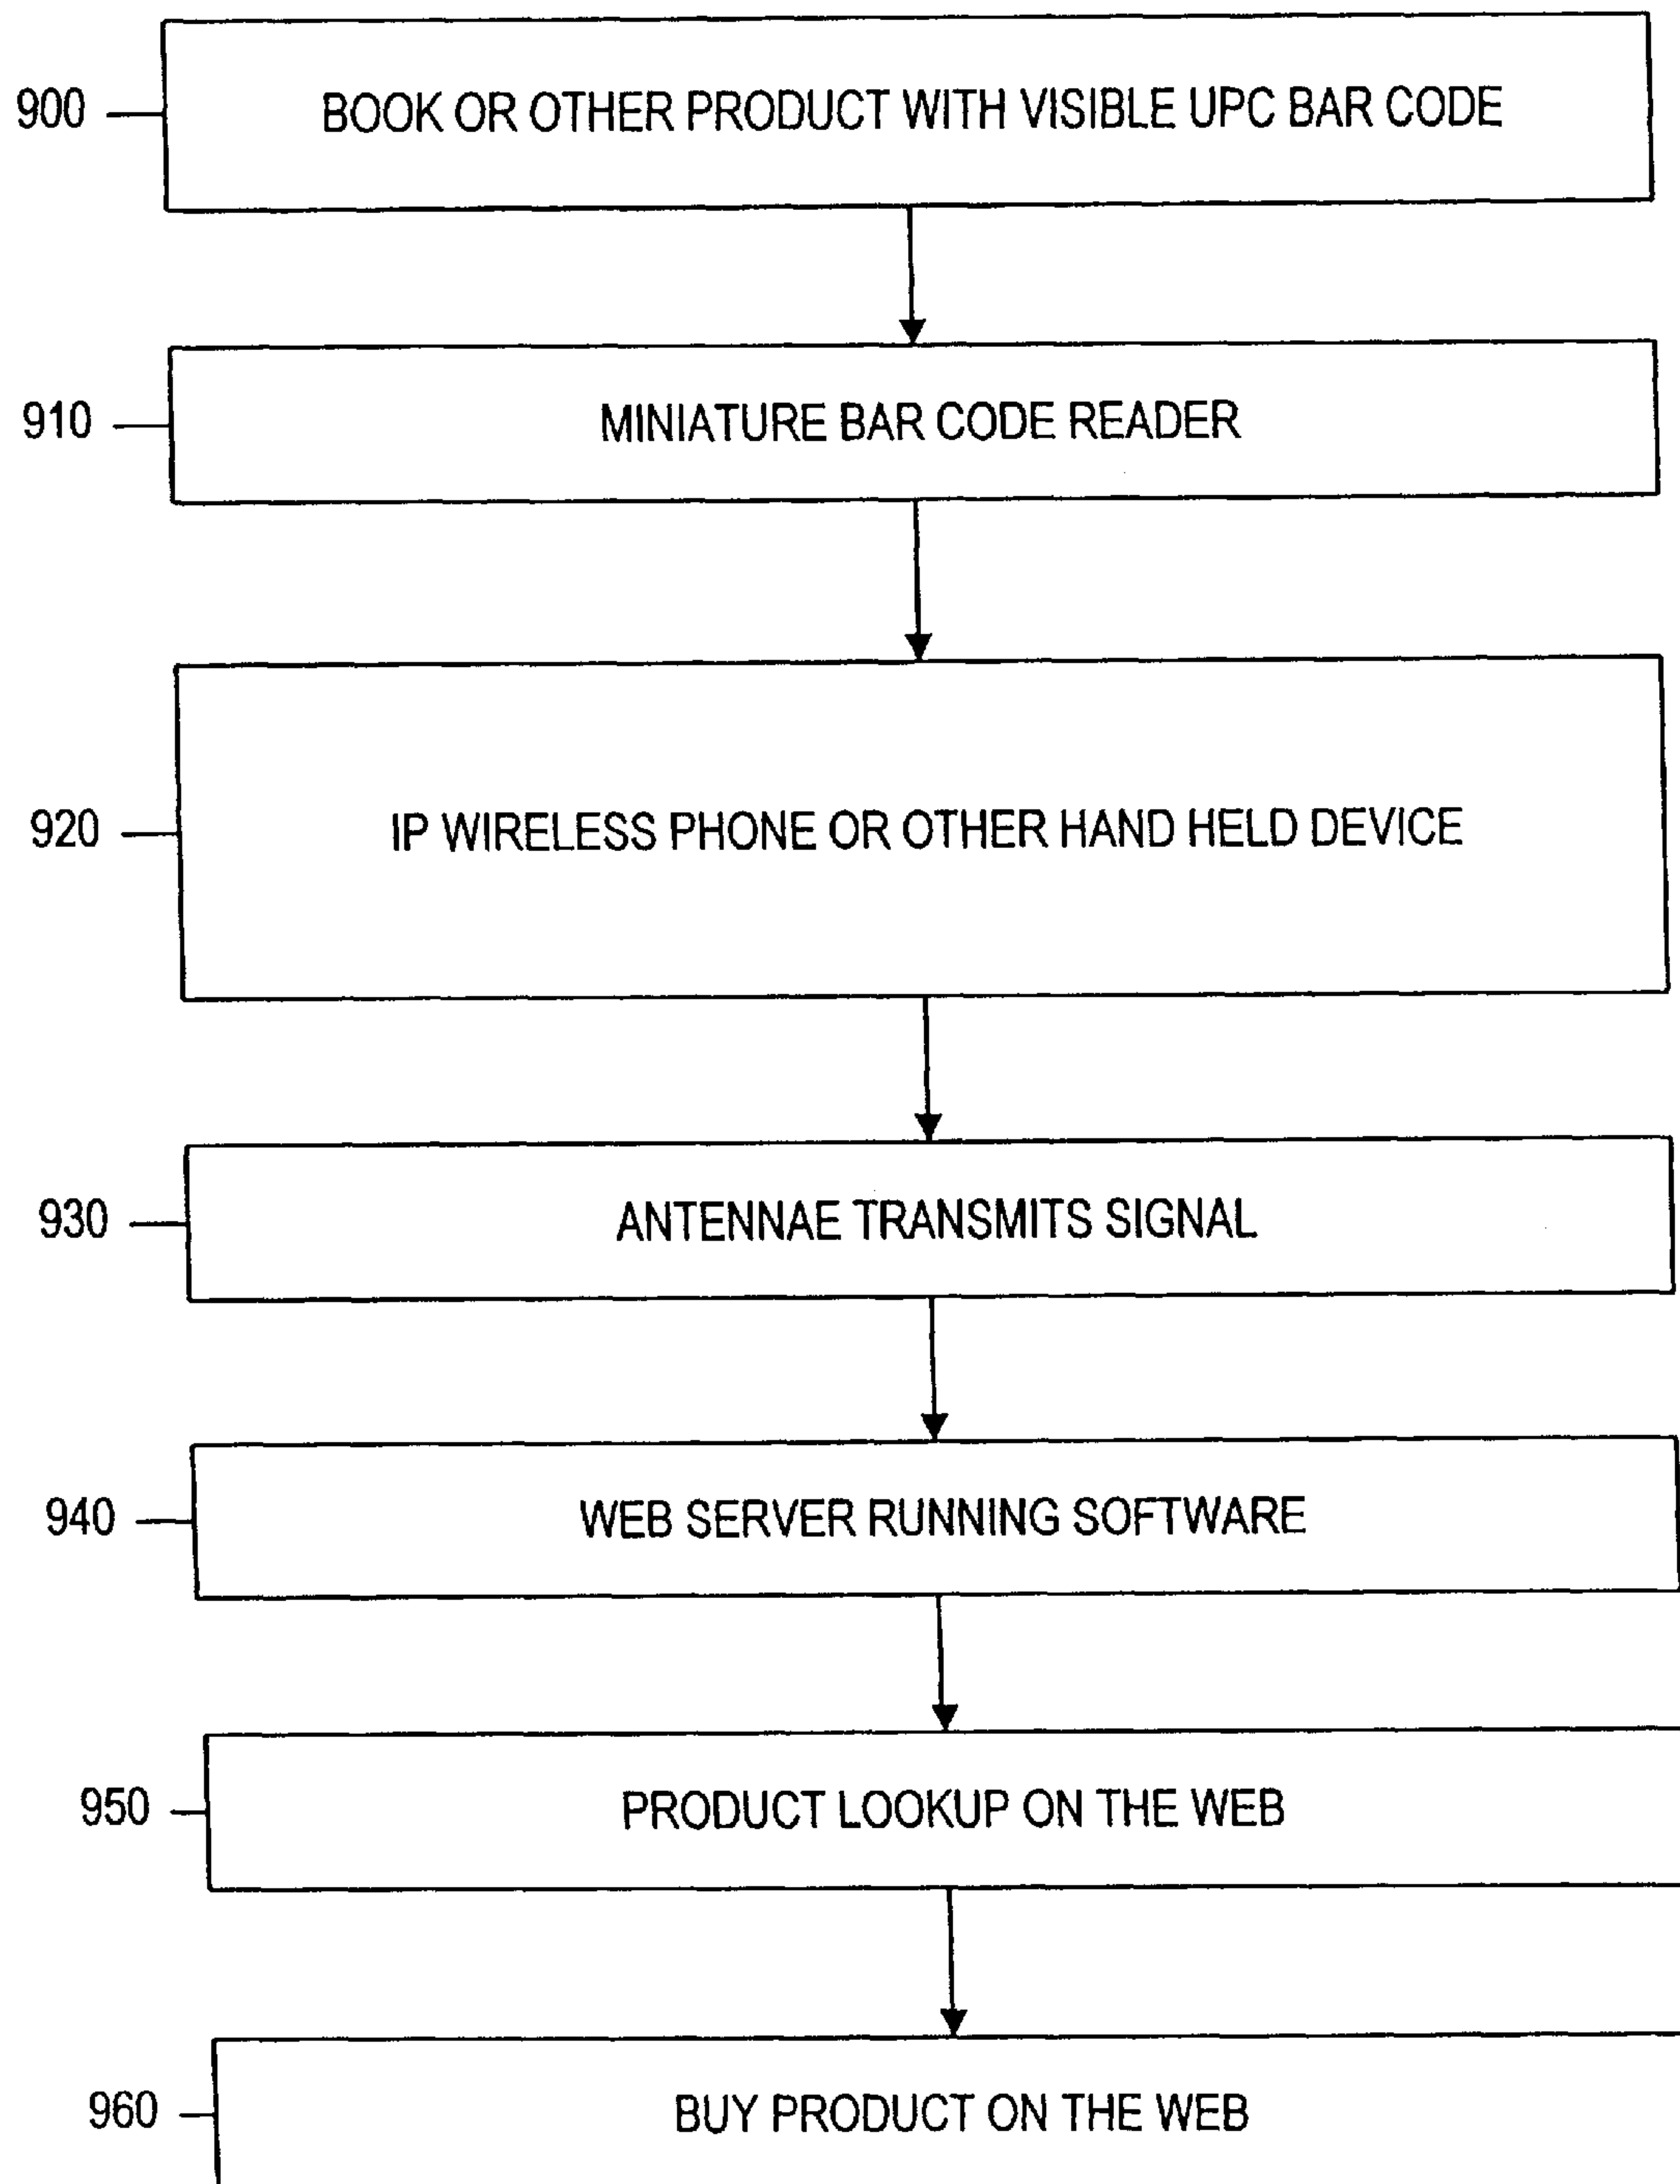 900 BOOK OR OTHER PRODUCT WITH VISIBLE UPC BAR CODE
910 MINIATURE BAR CODE READER
920 IP WIRELESS PHONE OR OTHER HAND HELD DEVICE
930 ANTENNAE TRANSMITS SIGNAL
940 WEB SERVER RUNNING SOFTWARE
950 PRODUCT LOOKUP ON THE WEB
960 BUY PRODUCT ON THE WEB